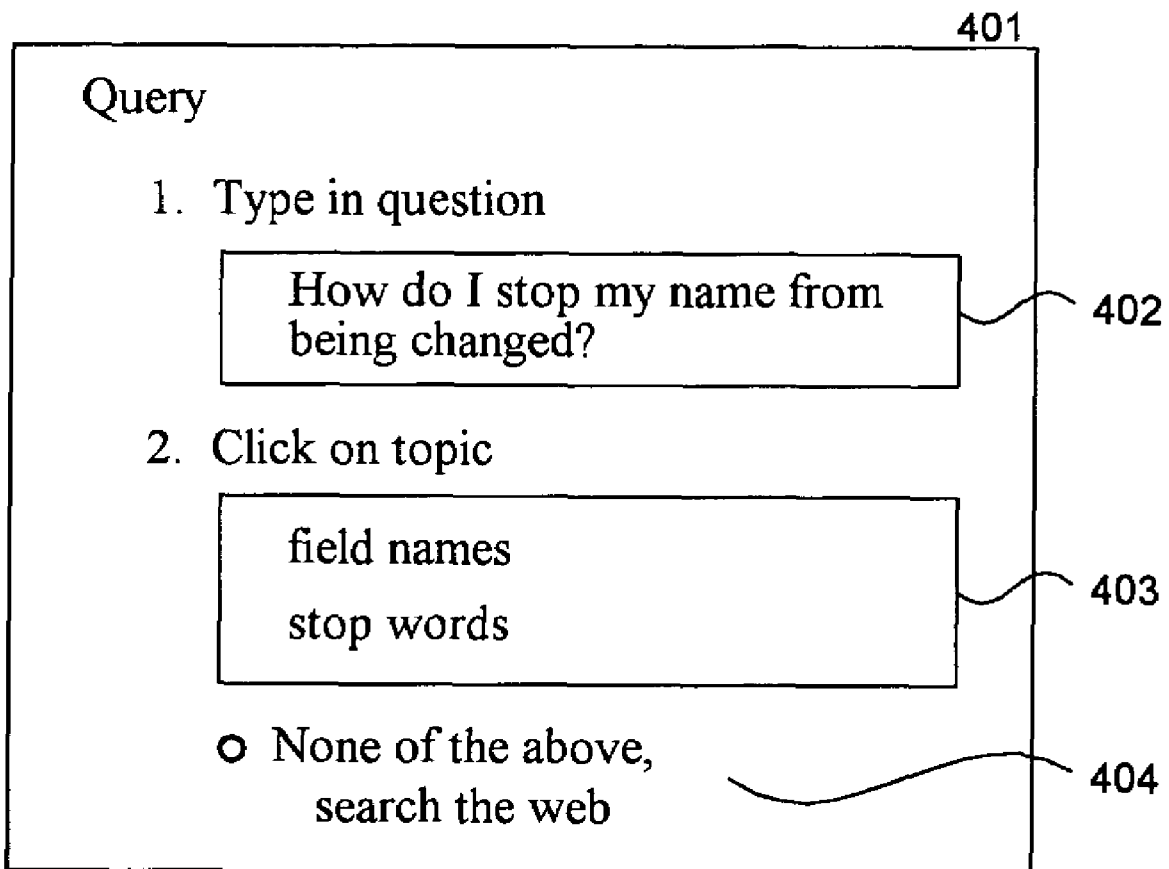 401
Query
1. Type in question
How do I stop my name from
being changed?
402
2. Click on topic
field names
stop words
403
None of the above,
search the web
404